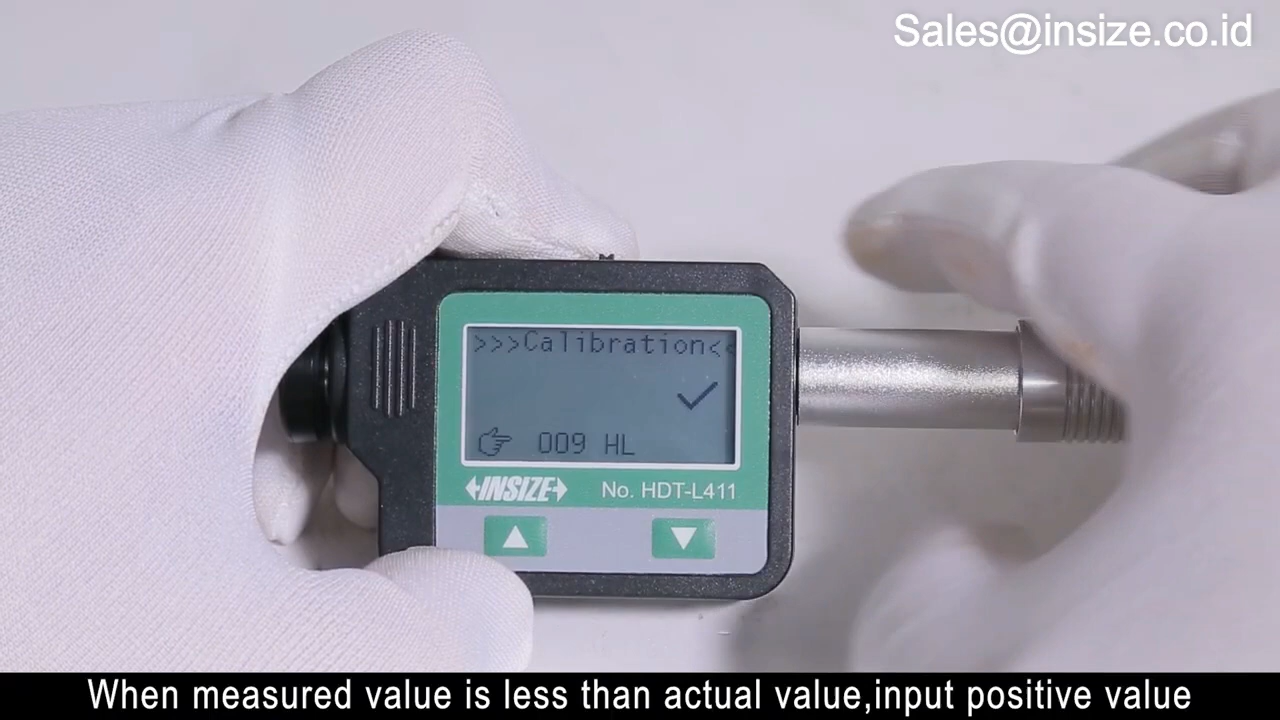 Sales@insize.co.id
>>>Calibration<<
009 HL
INSIZE No. HDT-L411
When measured value is less than actual value,input positive value